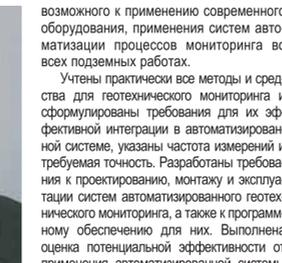 возможного к применению современного
оборудования, применения систем авто-
матизации процессов мониторинга во
всех подземных работах.
Учтены практически все методы и сред-
ства для геотехнического мониторинга и
сформулированы требования для их эф-
фективной интеграции в автоматизирован-
ной системе, указаны частота измерений и
требуемая точность. Разработаны требова-
ния к проектированию, монтажу и эксплуа-
тации систем автоматизированного геотех-
нического мониторинга, а также к программ-
ному обеспечению для них. Выполнена
оценка потенциальной эффективности от
применения автоматизированной системы